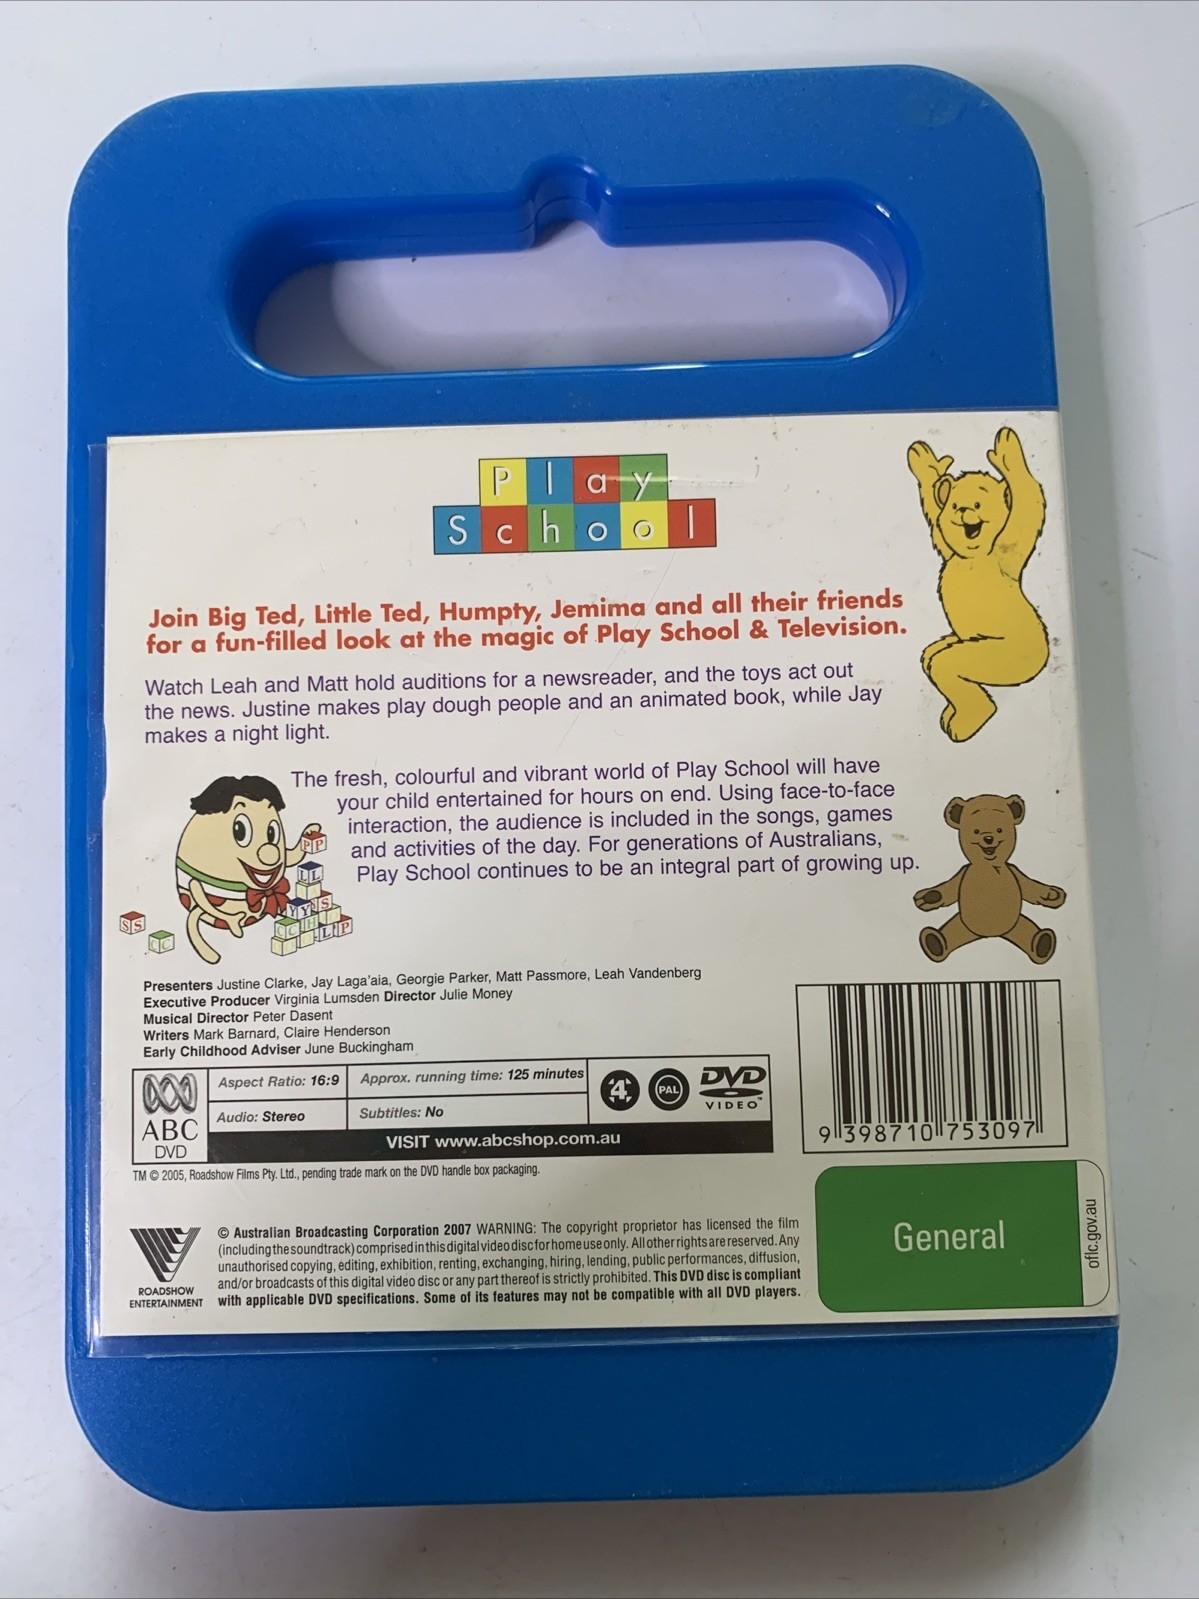 Play
School
Join Big Ted, Little Ted, Humpty, Jemima and all their friends
for a fun-filled look at the magic of Play School & Television.
Watch Leah and Matt hold auditions for a newsreader, and the toys act out
the news. Justine makes play dough people and an animated book, while Jay
makes a night light.
The fresh, colourful and vibrant world of Play School will have
your child entertained for hours on end. Using face-to-face
interaction, the audience is included in the songs, games
and activities of the day. For generations of Australians,
Play School continues to be an integral part of growing up.
Presenters Justine Clarke, Jay Laga'aia, Georgie Parker, Matt Passmore, Leah Vandenberg
Executive Producer Virginia Lumsden Director Julie Money
Musical Director Peter Dasent
Writers Mark Barnard, Claire Henderson
Early Childhood Adviser June Buckingham
ABC
DVD
Aspect Ratio: 16:9
Approx. running time: 125 minutes
Audio: Stereo
Subtitles: No
4
PAL
DVD
VIDEO™
VISIT www.abcshop.com.au
9 398710 753097
TM © 2005, Roadshow Films Pty. Ltd., pending trade mark on the DVD handle box packaging.
ROADSHOW
ENTERTAINMENT
© Australian Broadcasting Corporation 2007 WARNING: The copyright proprietor has licensed the film
(including the soundtrack) comprised in this digital video disc for home use only. All other rights are reserved. Any
unauthorised copying, editing, exhibition, renting, exchanging, hiring, lending, public performances, diffusion,
and/or broadcasts of this digital video disc or any part thereof is strictly prohibited. This DVD disc is compliant
with applicable DVD specifications. Some of its features may not be compatible with all DVD players.
General
oflc.gov.au